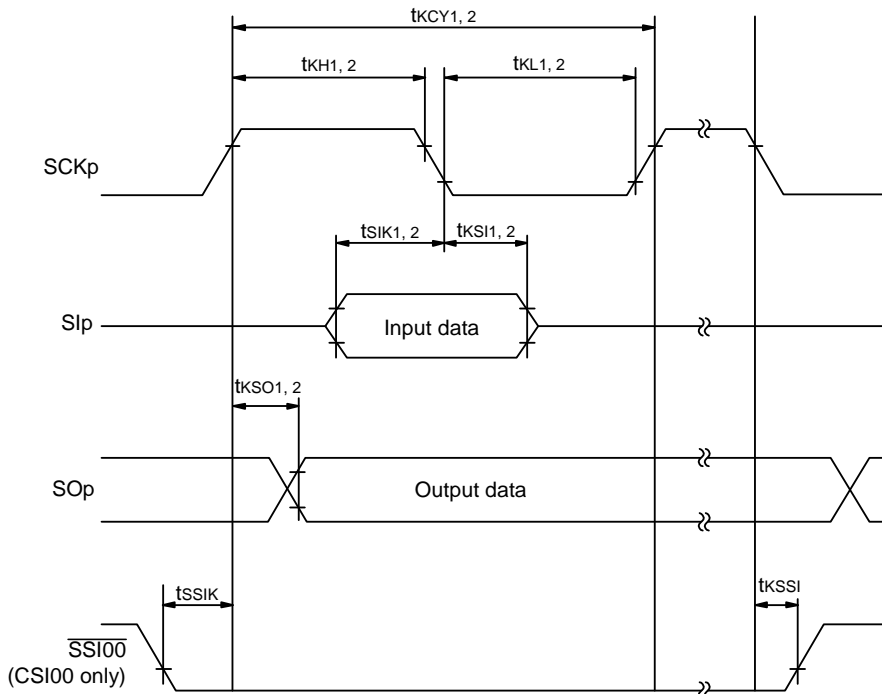 tKCY1, 2
tKH1, 2
tKL1, 2
SCKp
tSIK1, 2
tKSI1, 2
SIp
Input data
tKSO1, 2
SOp
Output data
tSSIK
tKSSI
SSI00
(CSI00 only)